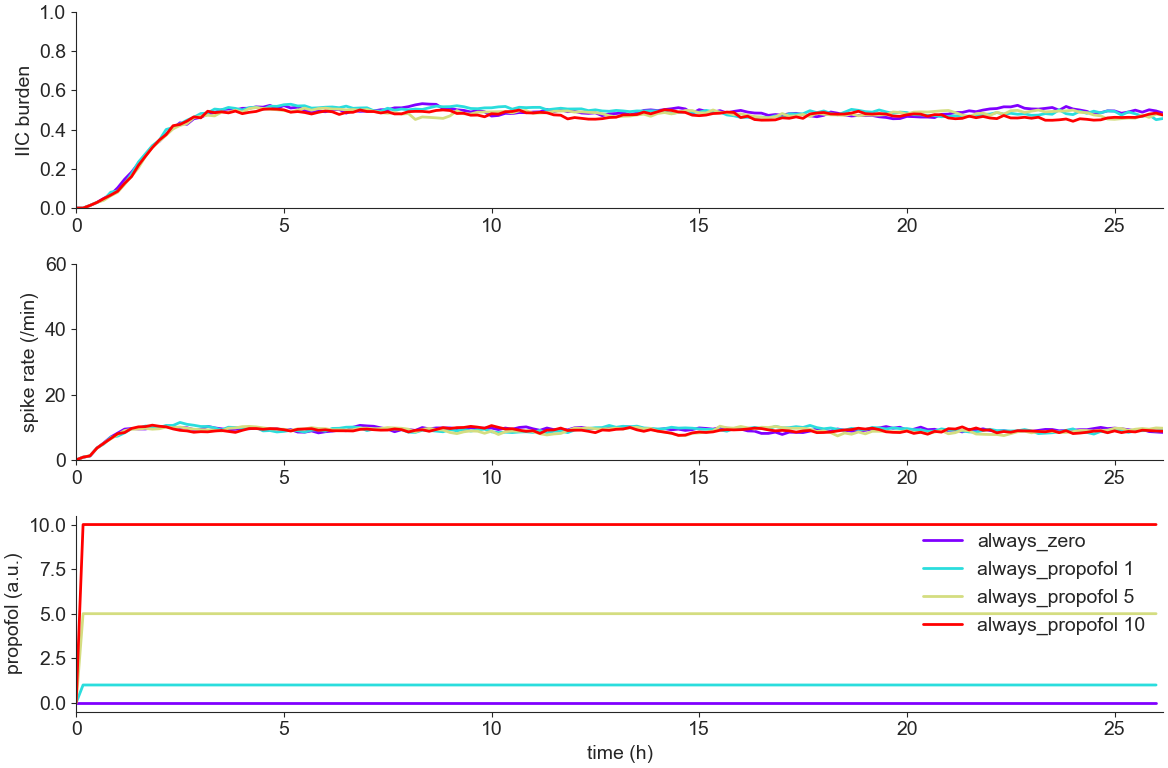 IIC burden
1.0
0.8
0.6
0.4
0.2
0.0
0 5 10 15 20 25
spike rate (/min)
60
40
20
0
0 5 10 15 20 25
propofol (a.u.)
10.0
7.5
5.0
2.5
0.0
always_zero
always_propofol 1
always_propofol 5
always_propofol 10
0 5 10 15 20 25
time (h)